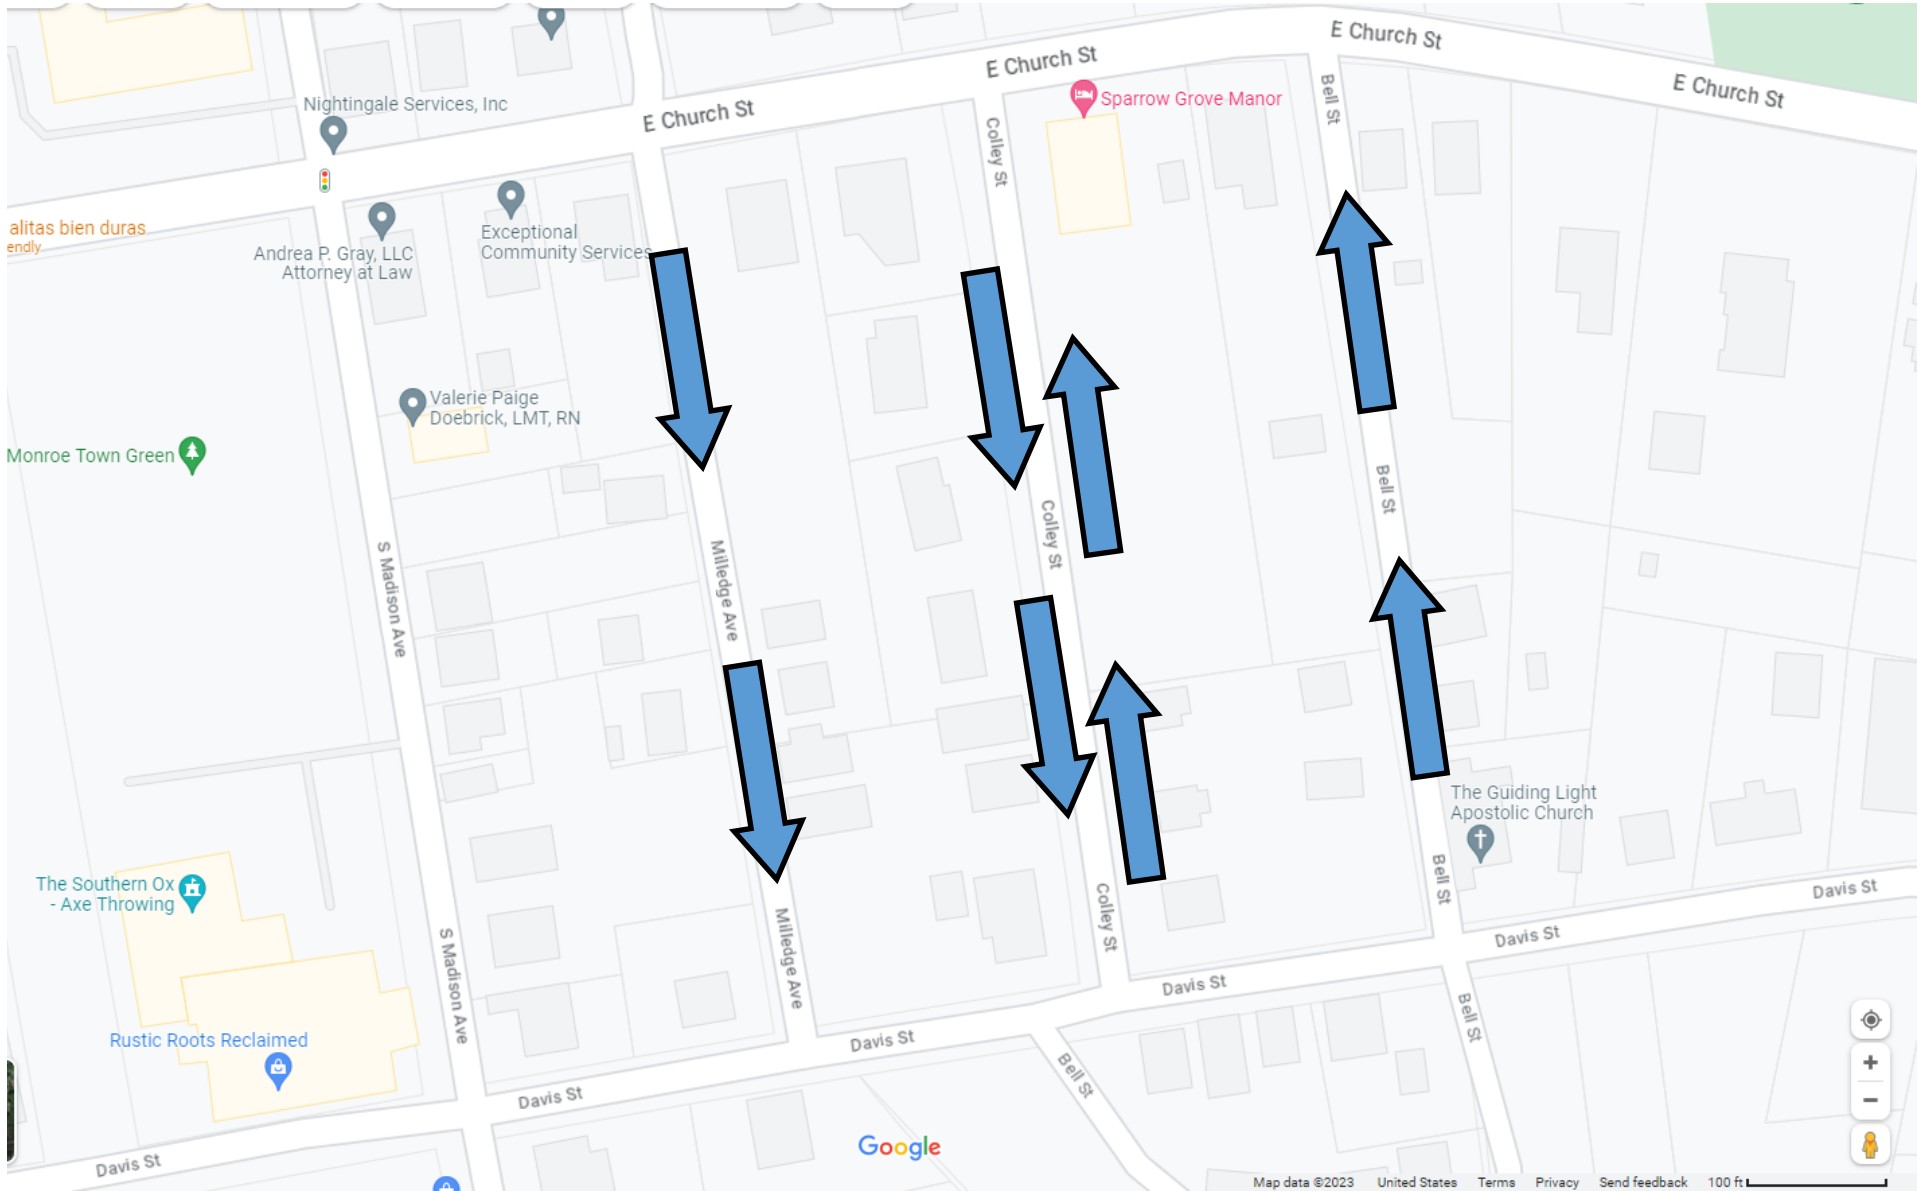 E Church St
E Church St
E Church St
E Church St
Nightingale Services, Inc
Sparrow Grove Manor
Bell St
Colley St
alitas bien duras
endly
Andrea P. Gray, LLC
Attorney at Law
Exceptional
Community Services
Valerie Paige
Doebrick, LMT, RN
Monroe Town Green
Bell St
Colley St
S Madison Ave
Milledge Ave
The Guiding Light
Apostolic Church
The Southern Ox
- Axe Throwing
Bell St
Colley St
Davis St
Milledge Ave
S Madison Ave
Davis St
Davis St
Bell St
Rustic Roots Reclaimed
Davis St
Bell St
Davis St
Davis St
Google
Map data ©2023 United States Terms Privacy Send feedback 100 ft